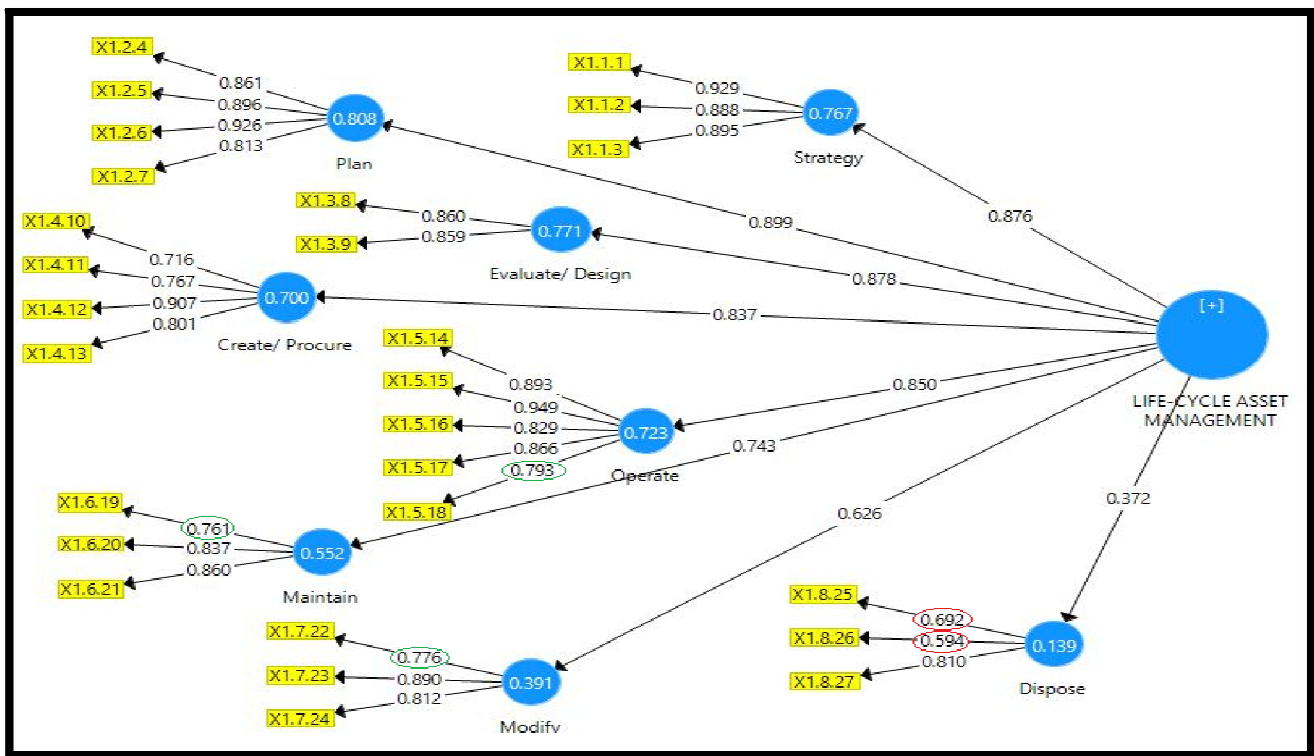 X1.2.4
0.861
X1.2.5
0.896
X1.2.6
0.926
X1.2.7
0.813
0.808
Plan
X1.1.1
0.929
X1.1.2
0.888
X1.1.3
0.895
0.767
Strategy
0.899
0.876
X1.3.8
0.860
X1.3.9
0.859
0.771
Evaluate/ Design
0.878
X1.4.10
0.716
X1.4.11
0.767
X1.4.12
0.907
X1.4.13
0.801
0.700
Create/ Procure
0.837
[+]
LIFE-CYCLE ASSET
MANAGEMENT
X1.5.14
0.893
X1.5.15
0.949
X1.5.16
0.829
X1.5.17
0.866
X1.5.18
0.793
0.723
Operate
0.850
0.743
X1.6.19
0.761
X1.6.20
0.837
X1.6.21
0.860
0.552
Maintain
0.626
0.372
X1.7.22
0.776
X1.7.23
0.890
X1.7.24
0.812
0.391
Modify
X1.8.25
0.692
X1.8.26
0.594
X1.8.27
0.810
0.139
Dispose